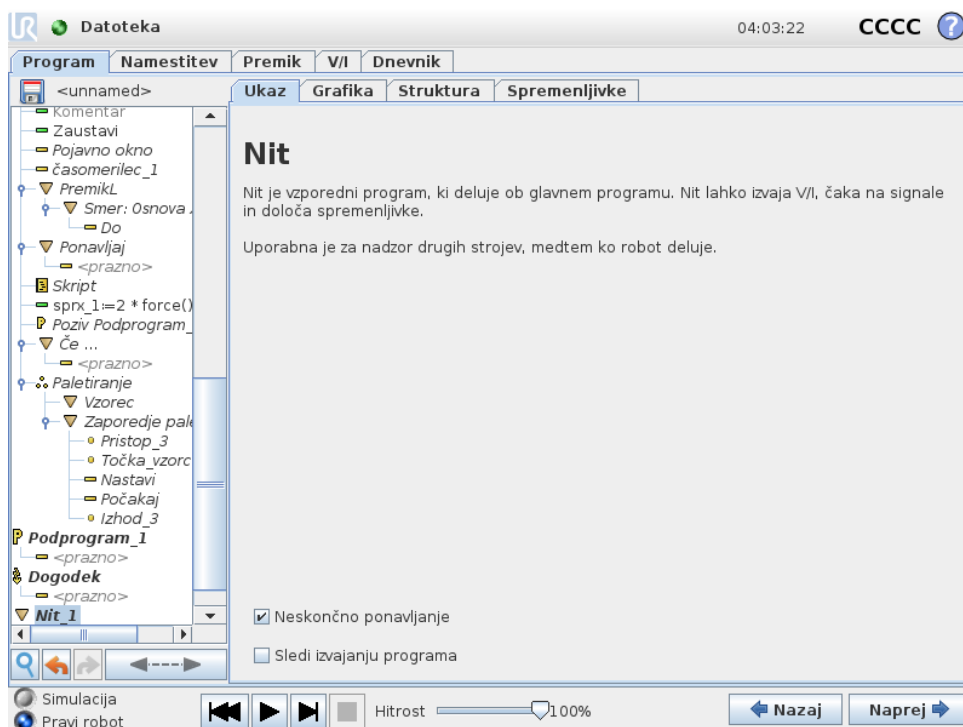 UR Datoteka 04:03:22 CCCC ?
Program Namestitev Premik V/I Dnevnik
<unnamed>
Ukaz Grafika Struktura Spremenljivke
Komentar
Zaustavi
Pojavno okno
časomerilec_1
PremikL
Smer: Osnova
Do
Ponavljaj
<prazno>
Skript
sprx_1:=2 * force()
Poziv Podprogram_
Če ...
<prazno>
Paletiranje
Vzorec
Zaporedje pale
Pristop_3
Točka_vzorc
Nastavi
Počakaj
Izhod_3
Podprogram_1
<prazno>
Dogodek
<prazno>
Nit_1
Nit
Nit je vzporedni program, ki deluje ob glavnem programu. Nit lahko izvaja V/I, čaka na signale
in določa spremenljivke.
Uporabna je za nadzor drugih strojev, medtem ko robot deluje.
Neskončno ponavljanje
Sledi izvajanju programa
Simulacija
Pravi robot
Hitrost 100%
Nazaj Naprej